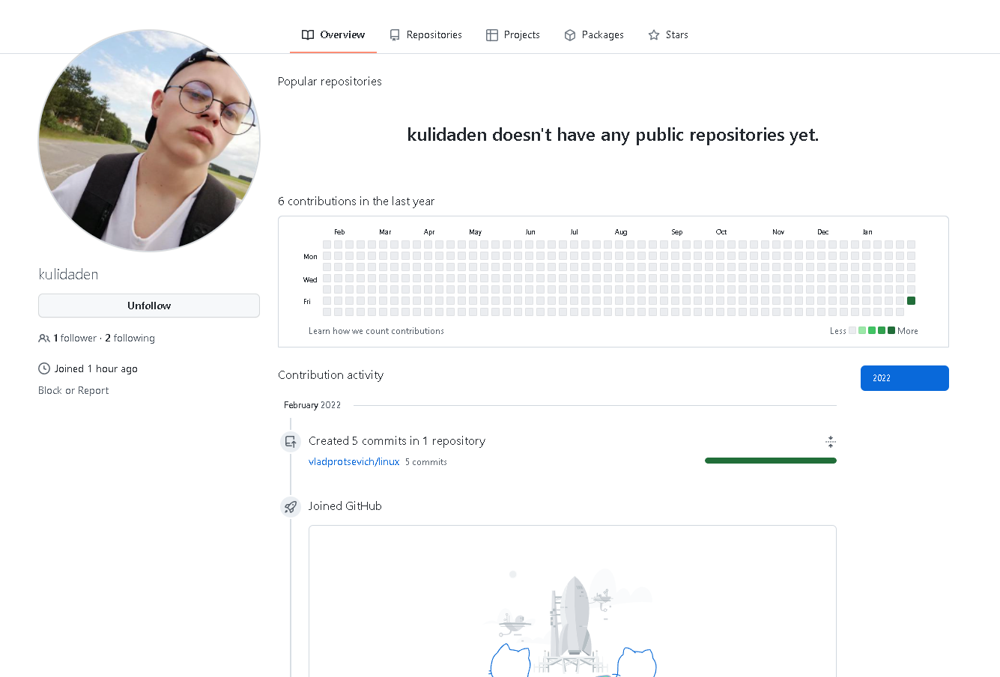 Overview Repositories Projects Packages Stars
Popular repositories
kulidaden doesn't have any public repositories yet.
6 contributions in the last year
Feb Mar Apr May Jun Jul Aug Sep Oct Nov Dec Jan
Mon
Wed
Fri
Learn how we count contributions Less More
kulidaden
Unfollow
1 follower · 2 following
Joined 1 hour ago
Block or Report
Contribution activity
2022
February 2022
Created 5 commits in 1 repository
vladprotsevich/linux 5 commits
Joined GitHub